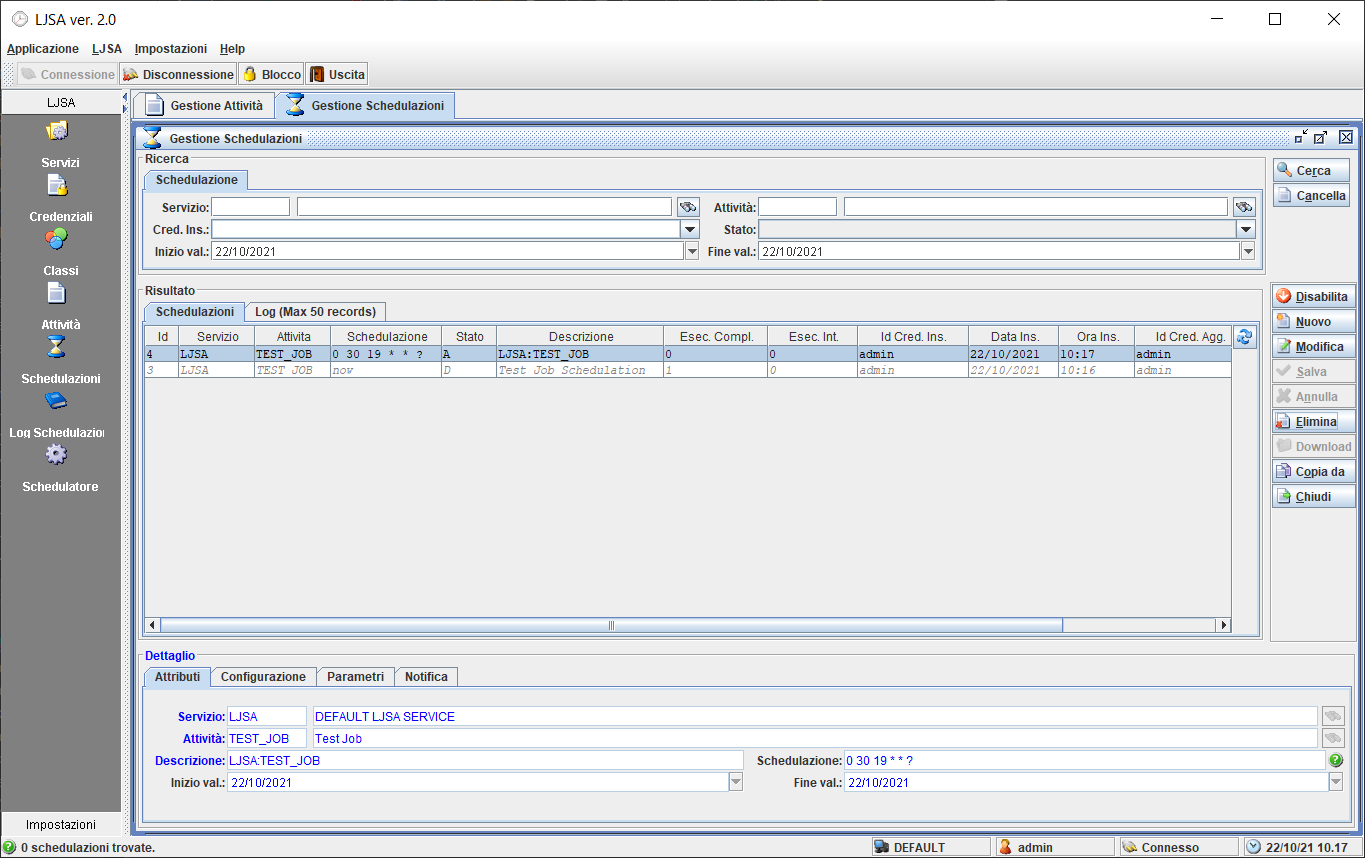 LJSA ver. 2.0
Applicazione LJSA Impostazioni Help
Connessione Disconnessione Blocco Uscita
LJSA
Servizi
Credenziali
Classi
Attività
Schedulazioni
Log Schedulazion
Schedulatore
Impostazioni
Gestione Attività Gestione Schedulazioni
Gestione Schedulazioni
Ricerca
Schedulazione
Servizio: Attività:
Cred. Ins.: Stato:
Inizio val.: 22/10/2021 Fine val.: 22/10/2021
Cerca
Cancella
Risultato
Schedulazioni Log (Max 50 records)
Id Servizio Attivita Schedulazione Stato Descrizione Esec. Compl. Esec. Int. Id Cred. Ins. Data Ins. Ora Ins. Id Cred. Agg.
4 LJSA TEST_JOB 0 30 19 * * ? A LJSA:TEST_JOB 0 0 admin 22/10/2021 10:17 admin
3 LJSA TEST JOB now D Test Job Schedulation 1 0 admin 22/10/2021 10:16 admin
Disabilita
Nuovo
Modifica
Salva
Annulla
Elimina
Download
Copia da
Chiudi
Dettaglio
Attributi Configurazione Parametri Notifica
Servizio: LJSA DEFAULT LJSA SERVICE
Attività: TEST_JOB Test Job
Descrizione: LJSA:TEST_JOB Schedulazione: 0 30 19 * * ?
Inizio val.: 22/10/2021 Fine val.: 22/10/2021
0 schedulazioni trovate. DEFAULT admin Connesso 22/10/21 10.17